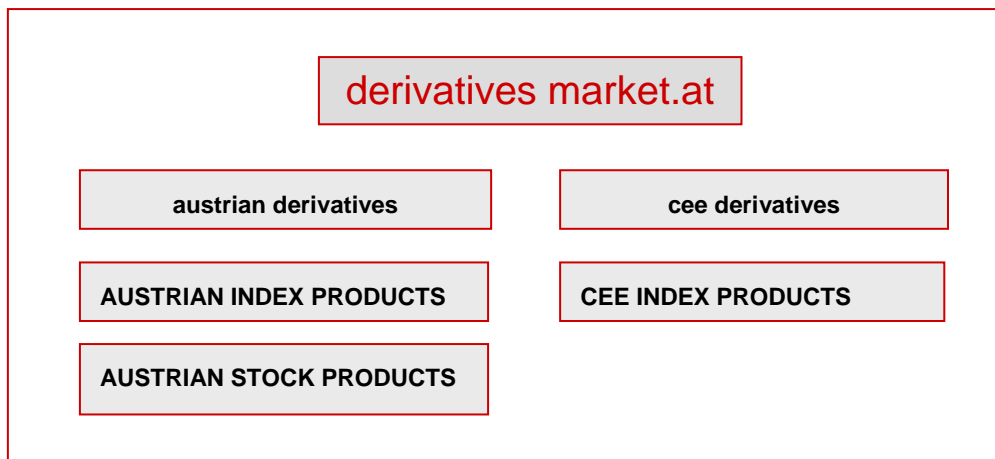 derivatives market.at
austrian derivatives
cee derivatives
AUSTRIAN INDEX PRODUCTS
CEE INDEX PRODUCTS
AUSTRIAN STOCK PRODUCTS